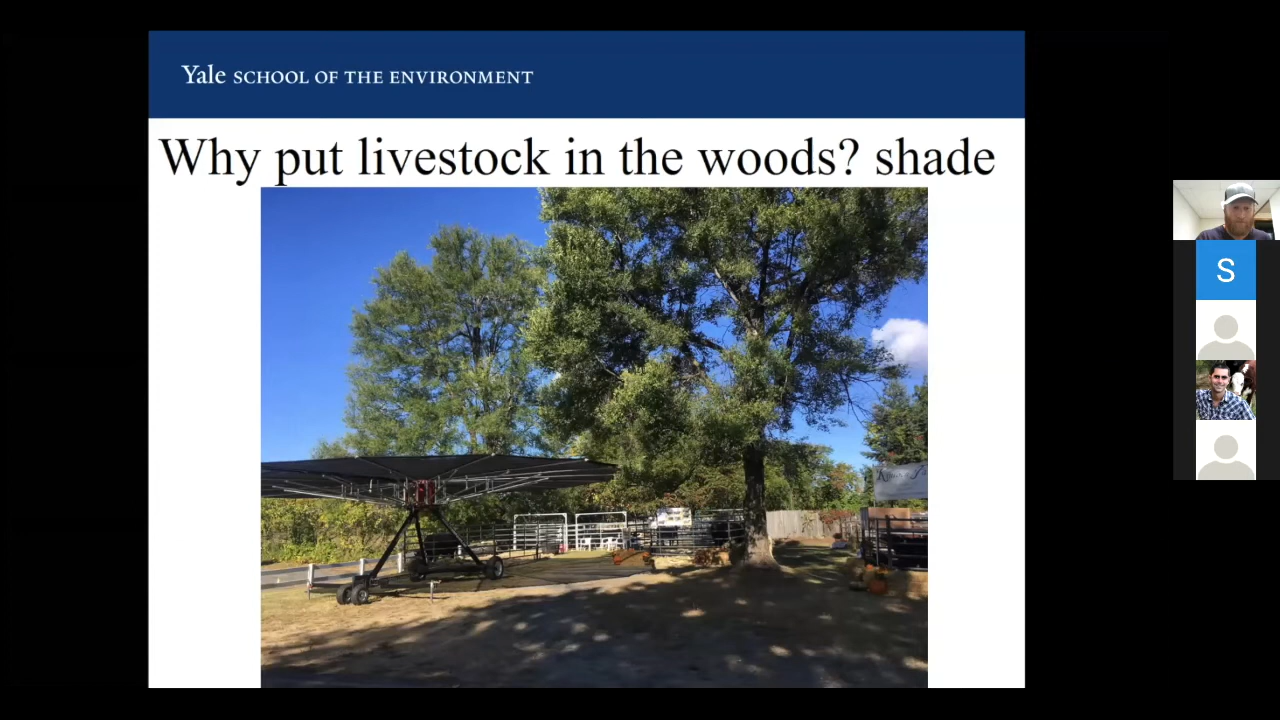 Yale SCHOOL OF THE ENVIRONMENT
Why put livestock in the woods? shade
S